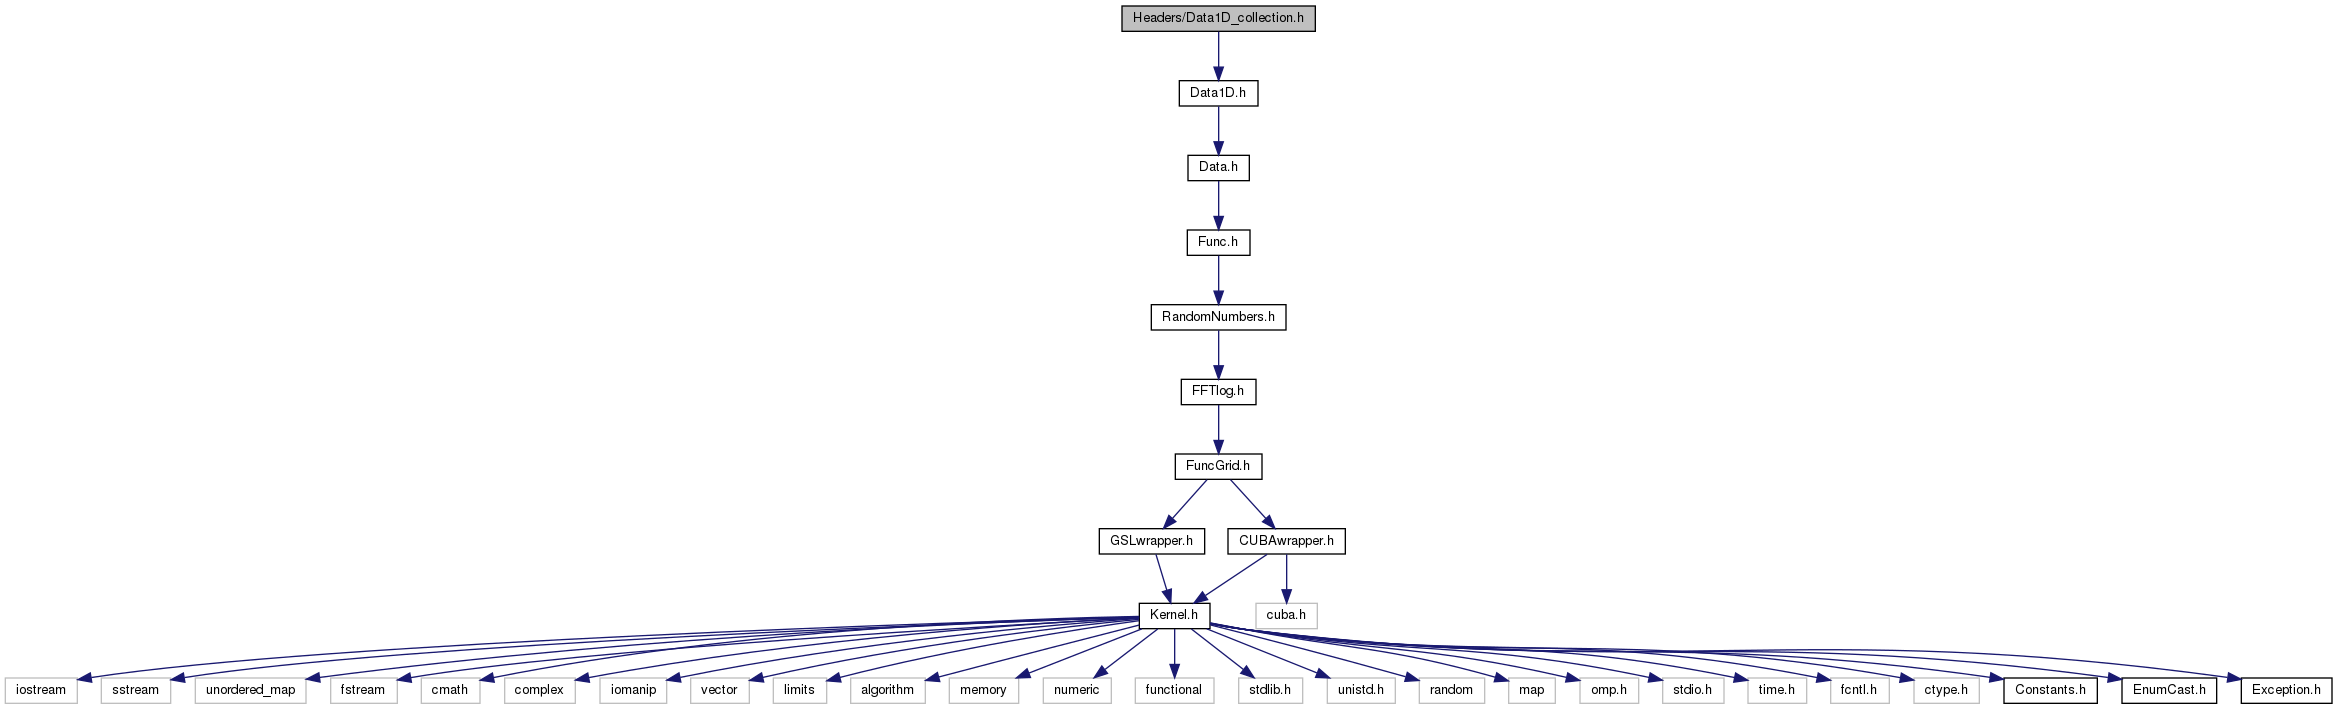 Headers/Data1D_collection.h
Data1D.h
Data.h
Func.h
RandomNumbers.h
FFTlog.h
FuncGrid.h
GSLwrapper.h
CUBAwrapper.h
Kernel.h
cuba.h
iostream
sstream
unordered_map
fstream
cmath
complex
iomanip
vector
limits
algorithm
memory
numeric
functional
stdlib.h
unistd.h
random
map
omp.h
stdio.h
time.h
fcntl.h
ctype.h
Constants.h
EnumCast.h
Exception.h